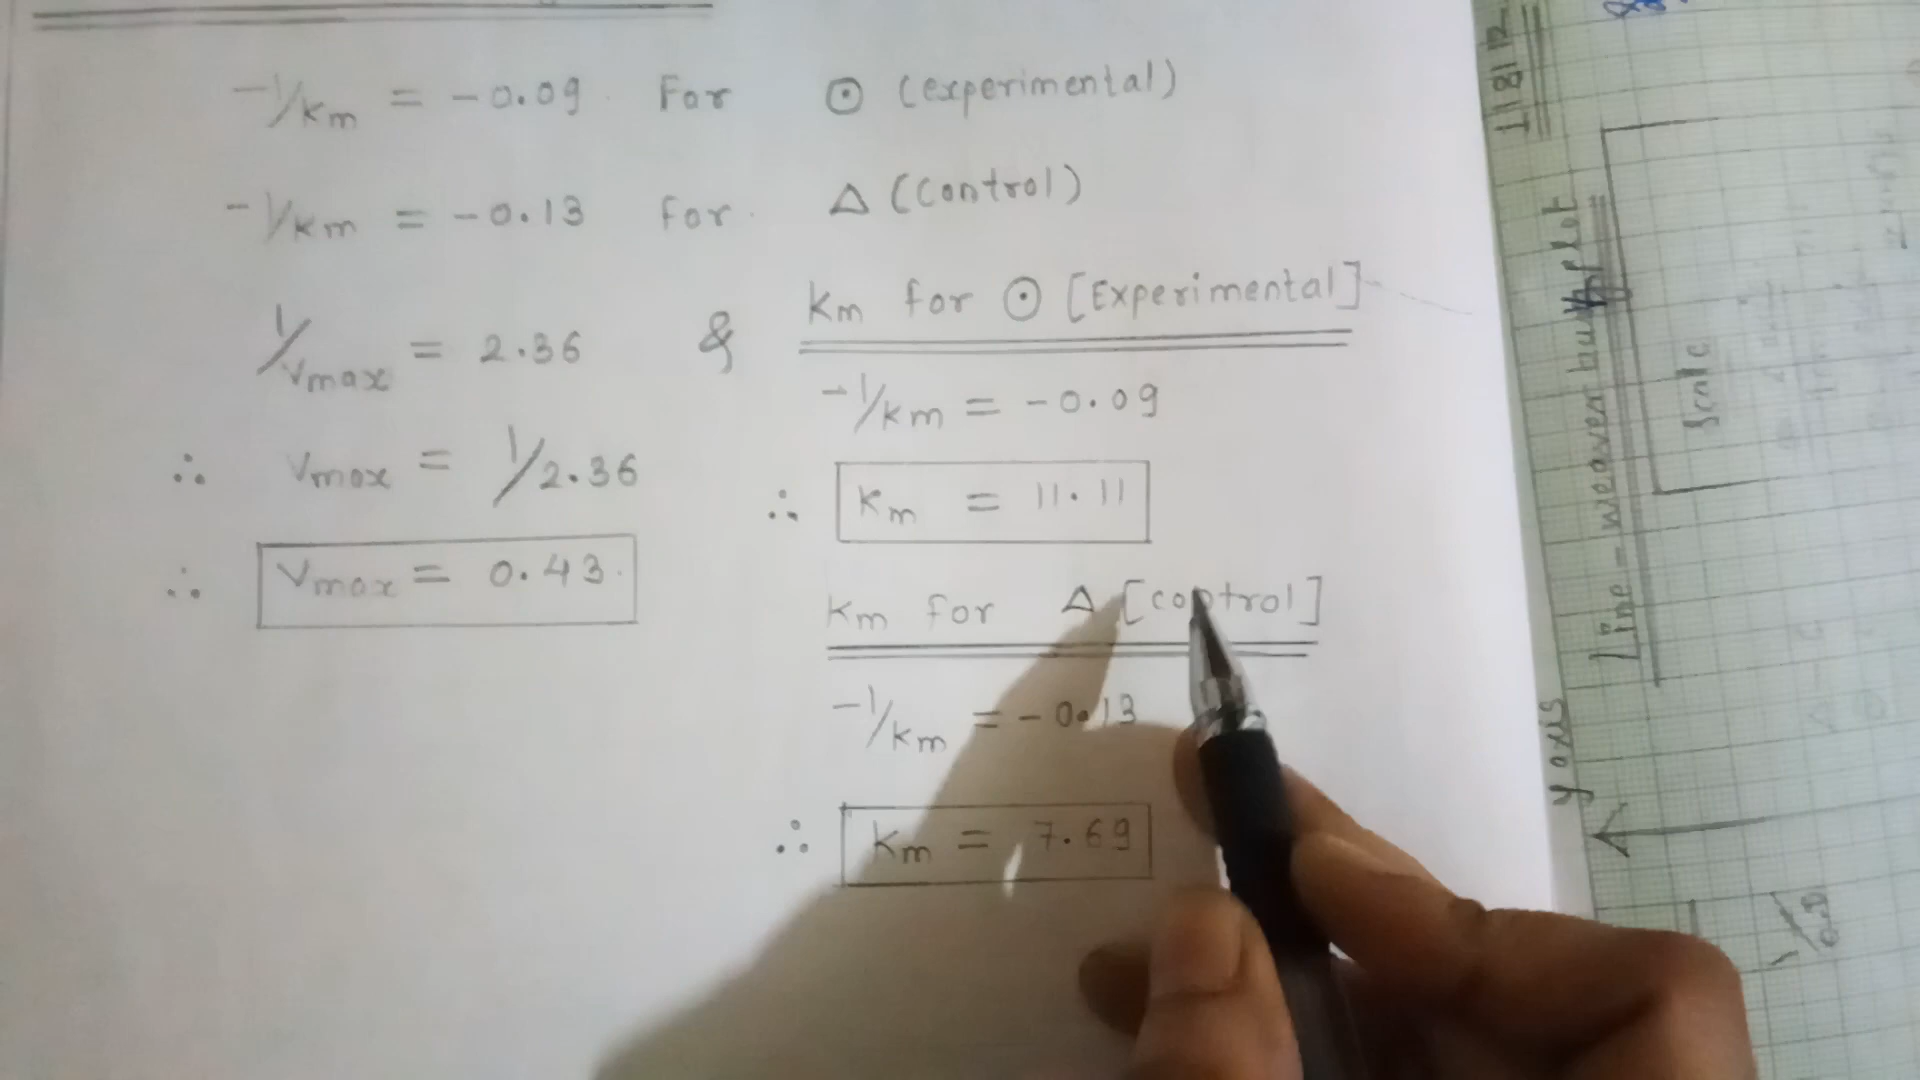 -1/Km = -0.09 For ⊙ (experimental)
-1/Km = -0.13 For Δ (Control)
1/Vmax = 2.36 &
∴ Vmax = 1/2.36
∴ Vmax = 0.43
Km for ⊙ [Experimental]
-1/Km = -0.09
∴ Km = 11.11
Km for Δ [control]
-1/Km = -0.13
∴ Km = 7.69
Line-weaver burk plot
Scale
y axis
1/O.D